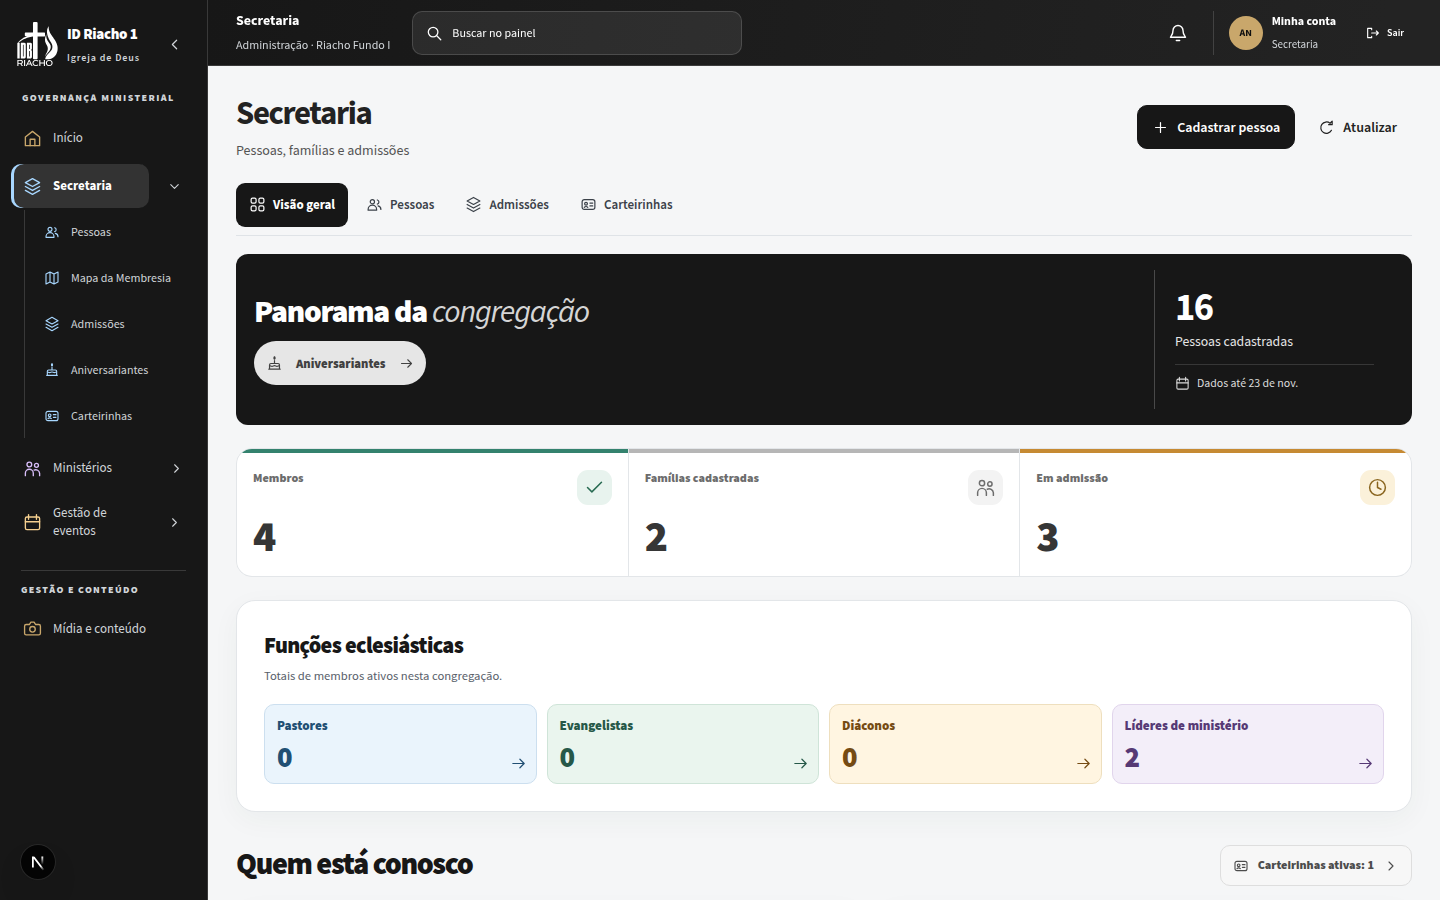 IDB
RIACHO
ID Riacho 1
Igreja de Deus
GOVERNANÇA MINISTERIAL
Início
Secretaria
Pessoas
Mapa da Membresia
Admissões
Aniversariantes
Carteirinhas
Ministérios
Gestão de
eventos
GESTÃO E CONTEÚDO
Mídia e conteúdo
N
Secretaria
Administração · Riacho Fundo I
Buscar no painel
AN
Minha conta
Secretaria
Sair
Secretaria
Pessoas, famílias e admissões
Cadastrar pessoa
Atualizar
Visão geral
Pessoas
Admissões
Carteirinhas
Panorama da congregação
Aniversariantes
16
Pessoas cadastradas
Dados até 23 de nov.
Membros
4
Famílias cadastradas
2
Em admissão
3
Funções eclesiásticas
Totais de membros ativos nesta congregação.
Pastores
0
Evangelistas
0
Diáconos
0
Líderes de ministério
2
Quem está conosco
Carteirinhas ativas: 1